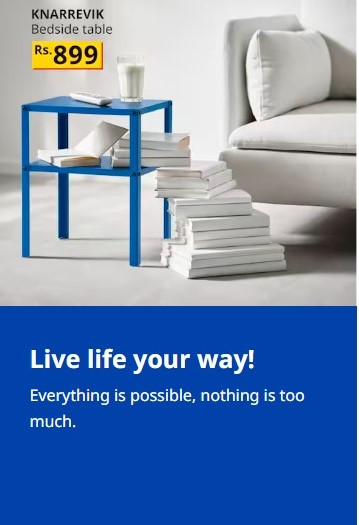 KNARREVIK
Bedside table
Rs.899
Live life your way!
Everything is possible, nothing is too
much.